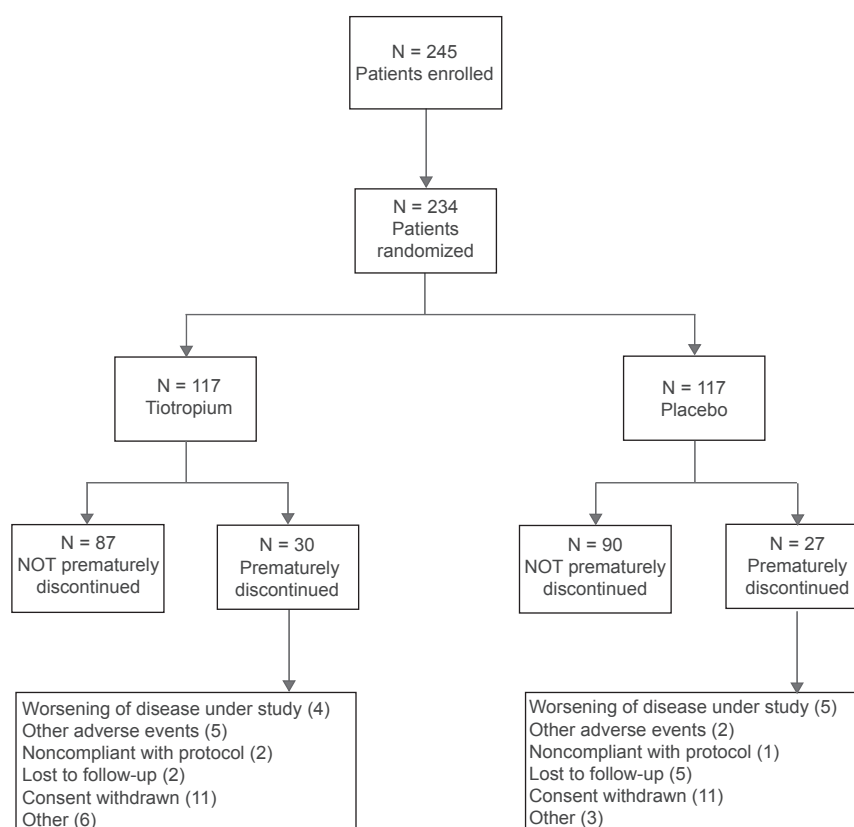 N = 245
Patients enrolled
N = 234
Patients
randomized
N = 117
Tiotropium
N = 117
Placebo
N = 87
NOT prematurely
discontinued
N = 30
Prematurely
discontinued
N = 90
NOT prematurely
discontinued
N = 27
Prematurely
discontinued
Worsening of disease under study (4)
Other adverse events (5)
Noncompliant with protocol (2)
Lost to follow-up (2)
Consent withdrawn (11)
Other (6)
Worsening of disease under study (5)
Other adverse events (2)
Noncompliant with protocol (1)
Lost to follow-up (5)
Consent withdrawn (11)
Other (3)